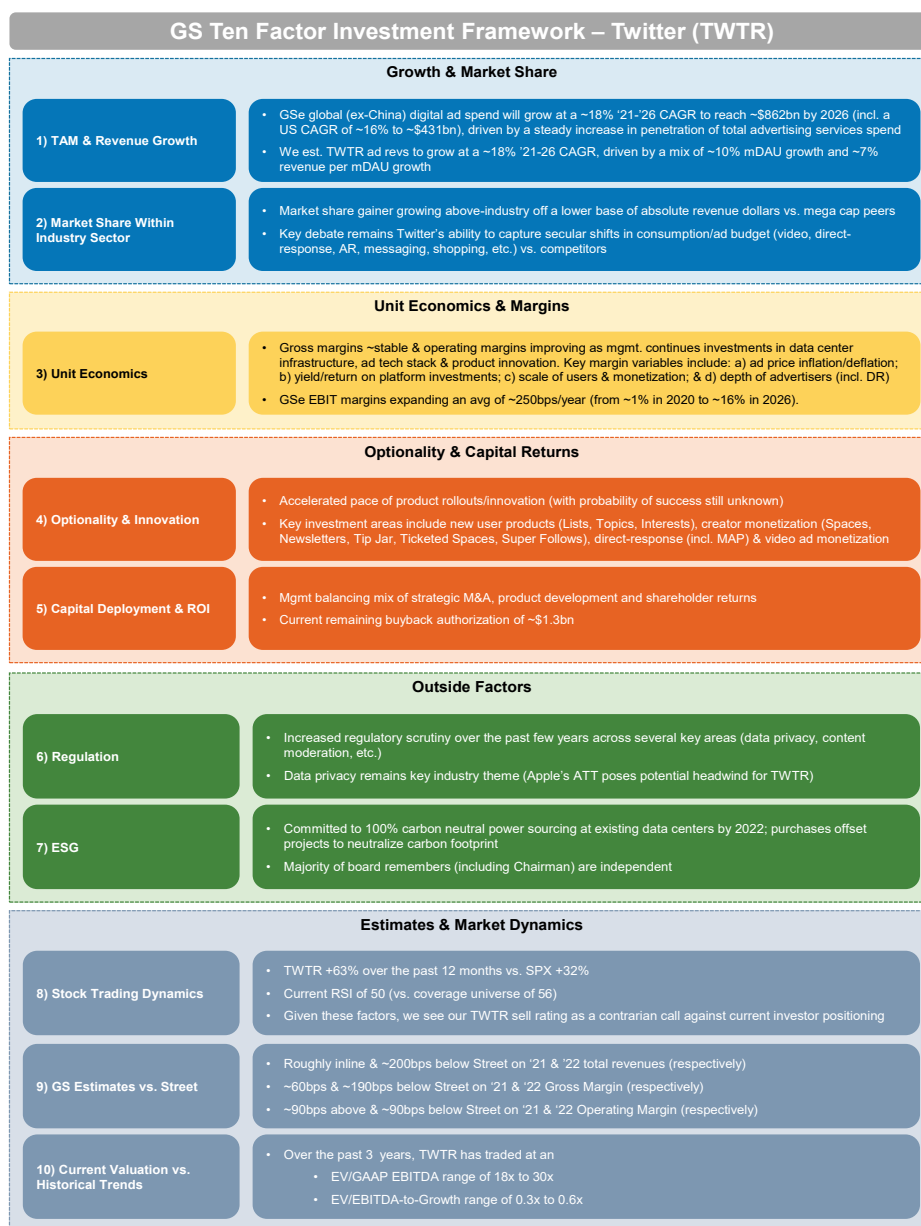 GS Ten Factor Investment Framework – Twitter (TWTR)
Growth & Market Share
1) TAM & Revenue Growth
• GSe global (ex-China) digital ad spend will grow at a ~18% ‘21-’26 CAGR to reach ~$862bn by 2026 (incl. a
US CAGR of ~16% to ~$431bn), driven by a steady increase in penetration of total advertising services spend
• We est. TWTR ad revs to grow at a ~18% ’21-26 CAGR, driven by a mix of ~10% mDAU growth and ~7%
revenue per mDAU growth
2) Market Share Within
Industry Sector
• Market share gainer growing above-industry off a lower base of absolute revenue dollars vs. mega cap peers
• Key debate remains Twitter’s ability to capture secular shifts in consumption/ad budget (video, direct-
response, AR, messaging, shopping, etc.) vs. competitors
Unit Economics & Margins
3) Unit Economics
• Gross margins ~stable & operating margins improving as mgmt. continues investments in data center
infrastructure, ad tech stack & product innovation. Key margin variables include: a) ad price inflation/deflation;
b) yield/return on platform investments; c) scale of users & monetization; & d) depth of advertisers (incl. DR)
• GSe EBIT margins expanding an avg of ~250bps/year (from ~1% in 2020 to ~16% in 2026).
Optionality & Capital Returns
4) Optionality & Innovation
• Accelerated pace of product rollouts/innovation (with probability of success still unknown)
• Key investment areas include new user products (Lists, Topics, Interests), creator monetization (Spaces,
Newsletters, Tip Jar, Ticketed Spaces, Super Follows), direct-response (incl. MAP) & video ad monetization
5) Capital Deployment & ROI
• Mgmt balancing mix of strategic M&A, product development and shareholder returns
• Current remaining buyback authorization of ~$1.3bn
Outside Factors
6) Regulation
• Increased regulatory scrutiny over the past few years across several key areas (data privacy, content
moderation, etc.)
• Data privacy remains key industry theme (Apple’s ATT poses potential headwind for TWTR)
7) ESG
• Committed to 100% carbon neutral power sourcing at existing data centers by 2022; purchases offset
projects to neutralize carbon footprint
• Majority of board remembers (including Chairman) are independent
Estimates & Market Dynamics
8) Stock Trading Dynamics
• TWTR +63% over the past 12 months vs. SPX +32%
• Current RSI of 50 (vs. coverage universe of 56)
• Given these factors, we see our TWTR sell rating as a contrarian call against current investor positioning
9) GS Estimates vs. Street
• Roughly inline & ~200bps below Street on ‘21 & ’22 total revenues (respectively)
• ~60bps & ~190bps below Street on ‘21 & ‘22 Gross Margin (respectively)
• ~90bps above & ~90bps below Street on ‘21 & ‘22 Operating Margin (respectively)
10) Current Valuation vs.
Historical Trends
• Over the past 3 years, TWTR has traded at an
• EV/GAAP EBITDA range of 18x to 30x
• EV/EBITDA-to-Growth range of 0.3x to 0.6x